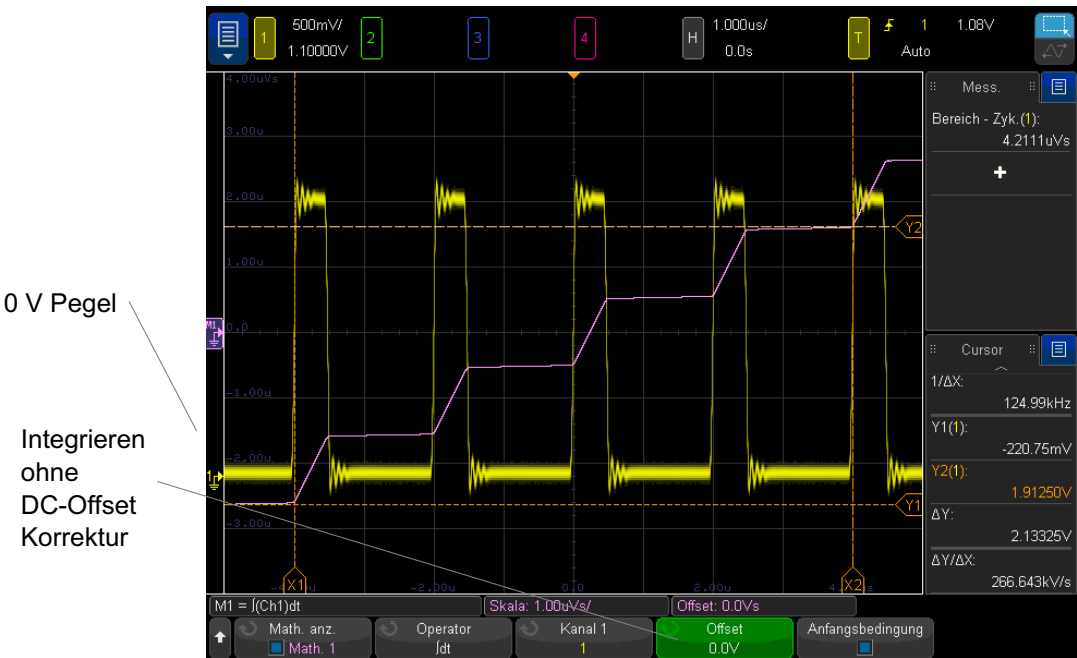 500mV/
1
1.10000V
2
3
4
H
1.000us/
0.0s
T
1
1.08V
Auto
Mess.
Bereich - Zyk.(1):
4.2111uVs
+
4.00uVs
3.00u
2.00u
1.00u
0.0
-1.00u
-2.00u
-3.00u
Y2
Y1
M1
1
X1
X2
-2.00u
0.0
2.00u
0 V Pegel
Integrieren
ohne
DC-Offset
Korrektur
Cursor
1/ΔX:
124.99kHz
Y1(1):
-220.75mV
Y2(1):
1.91250V
ΔY:
2.13325V
ΔY/ΔX:
266.643kV/s
M1 = ∫(Ch1)dt
Skala: 1.00uVs/
Offset: 0.0Vs
Math. anz.
Math. 1
Operator
∫dt
Kanal 1
1
Offset
0.0V
Anfangsbedingung